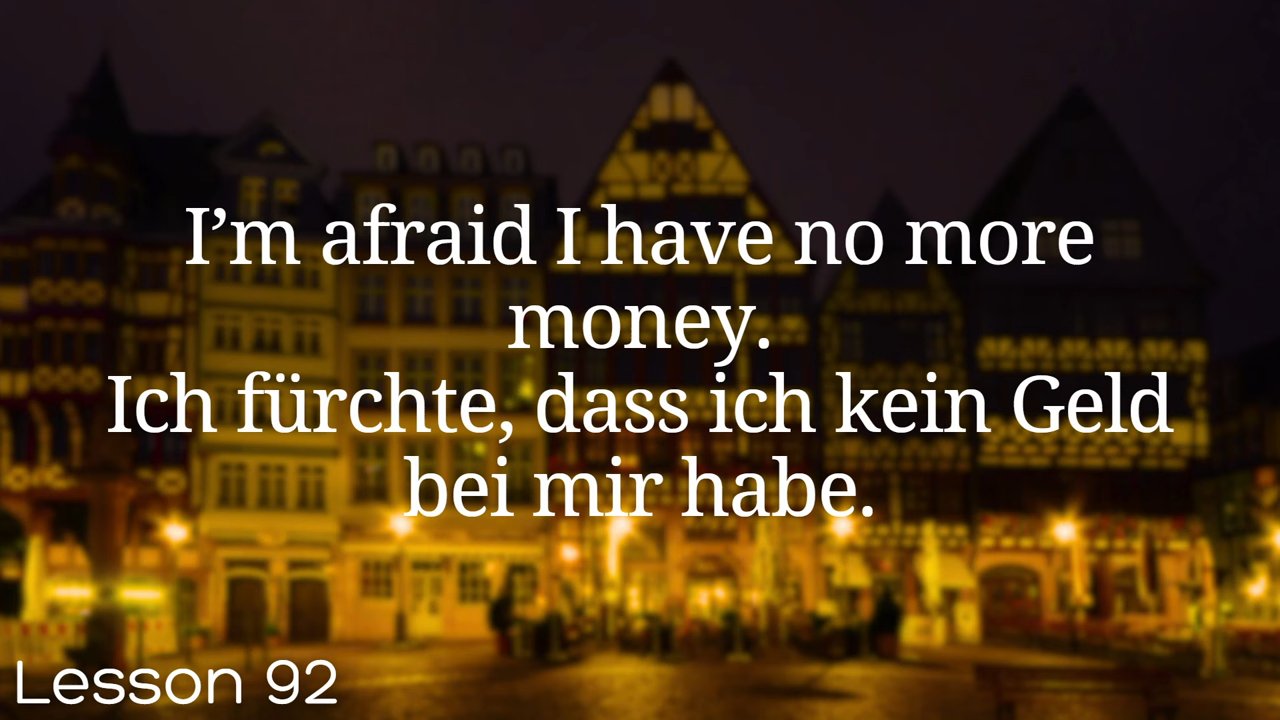 I’m afraid I have no more
money.
Ich fürchte, dass ich kein Geld
bei mir habe.
Lesson 92